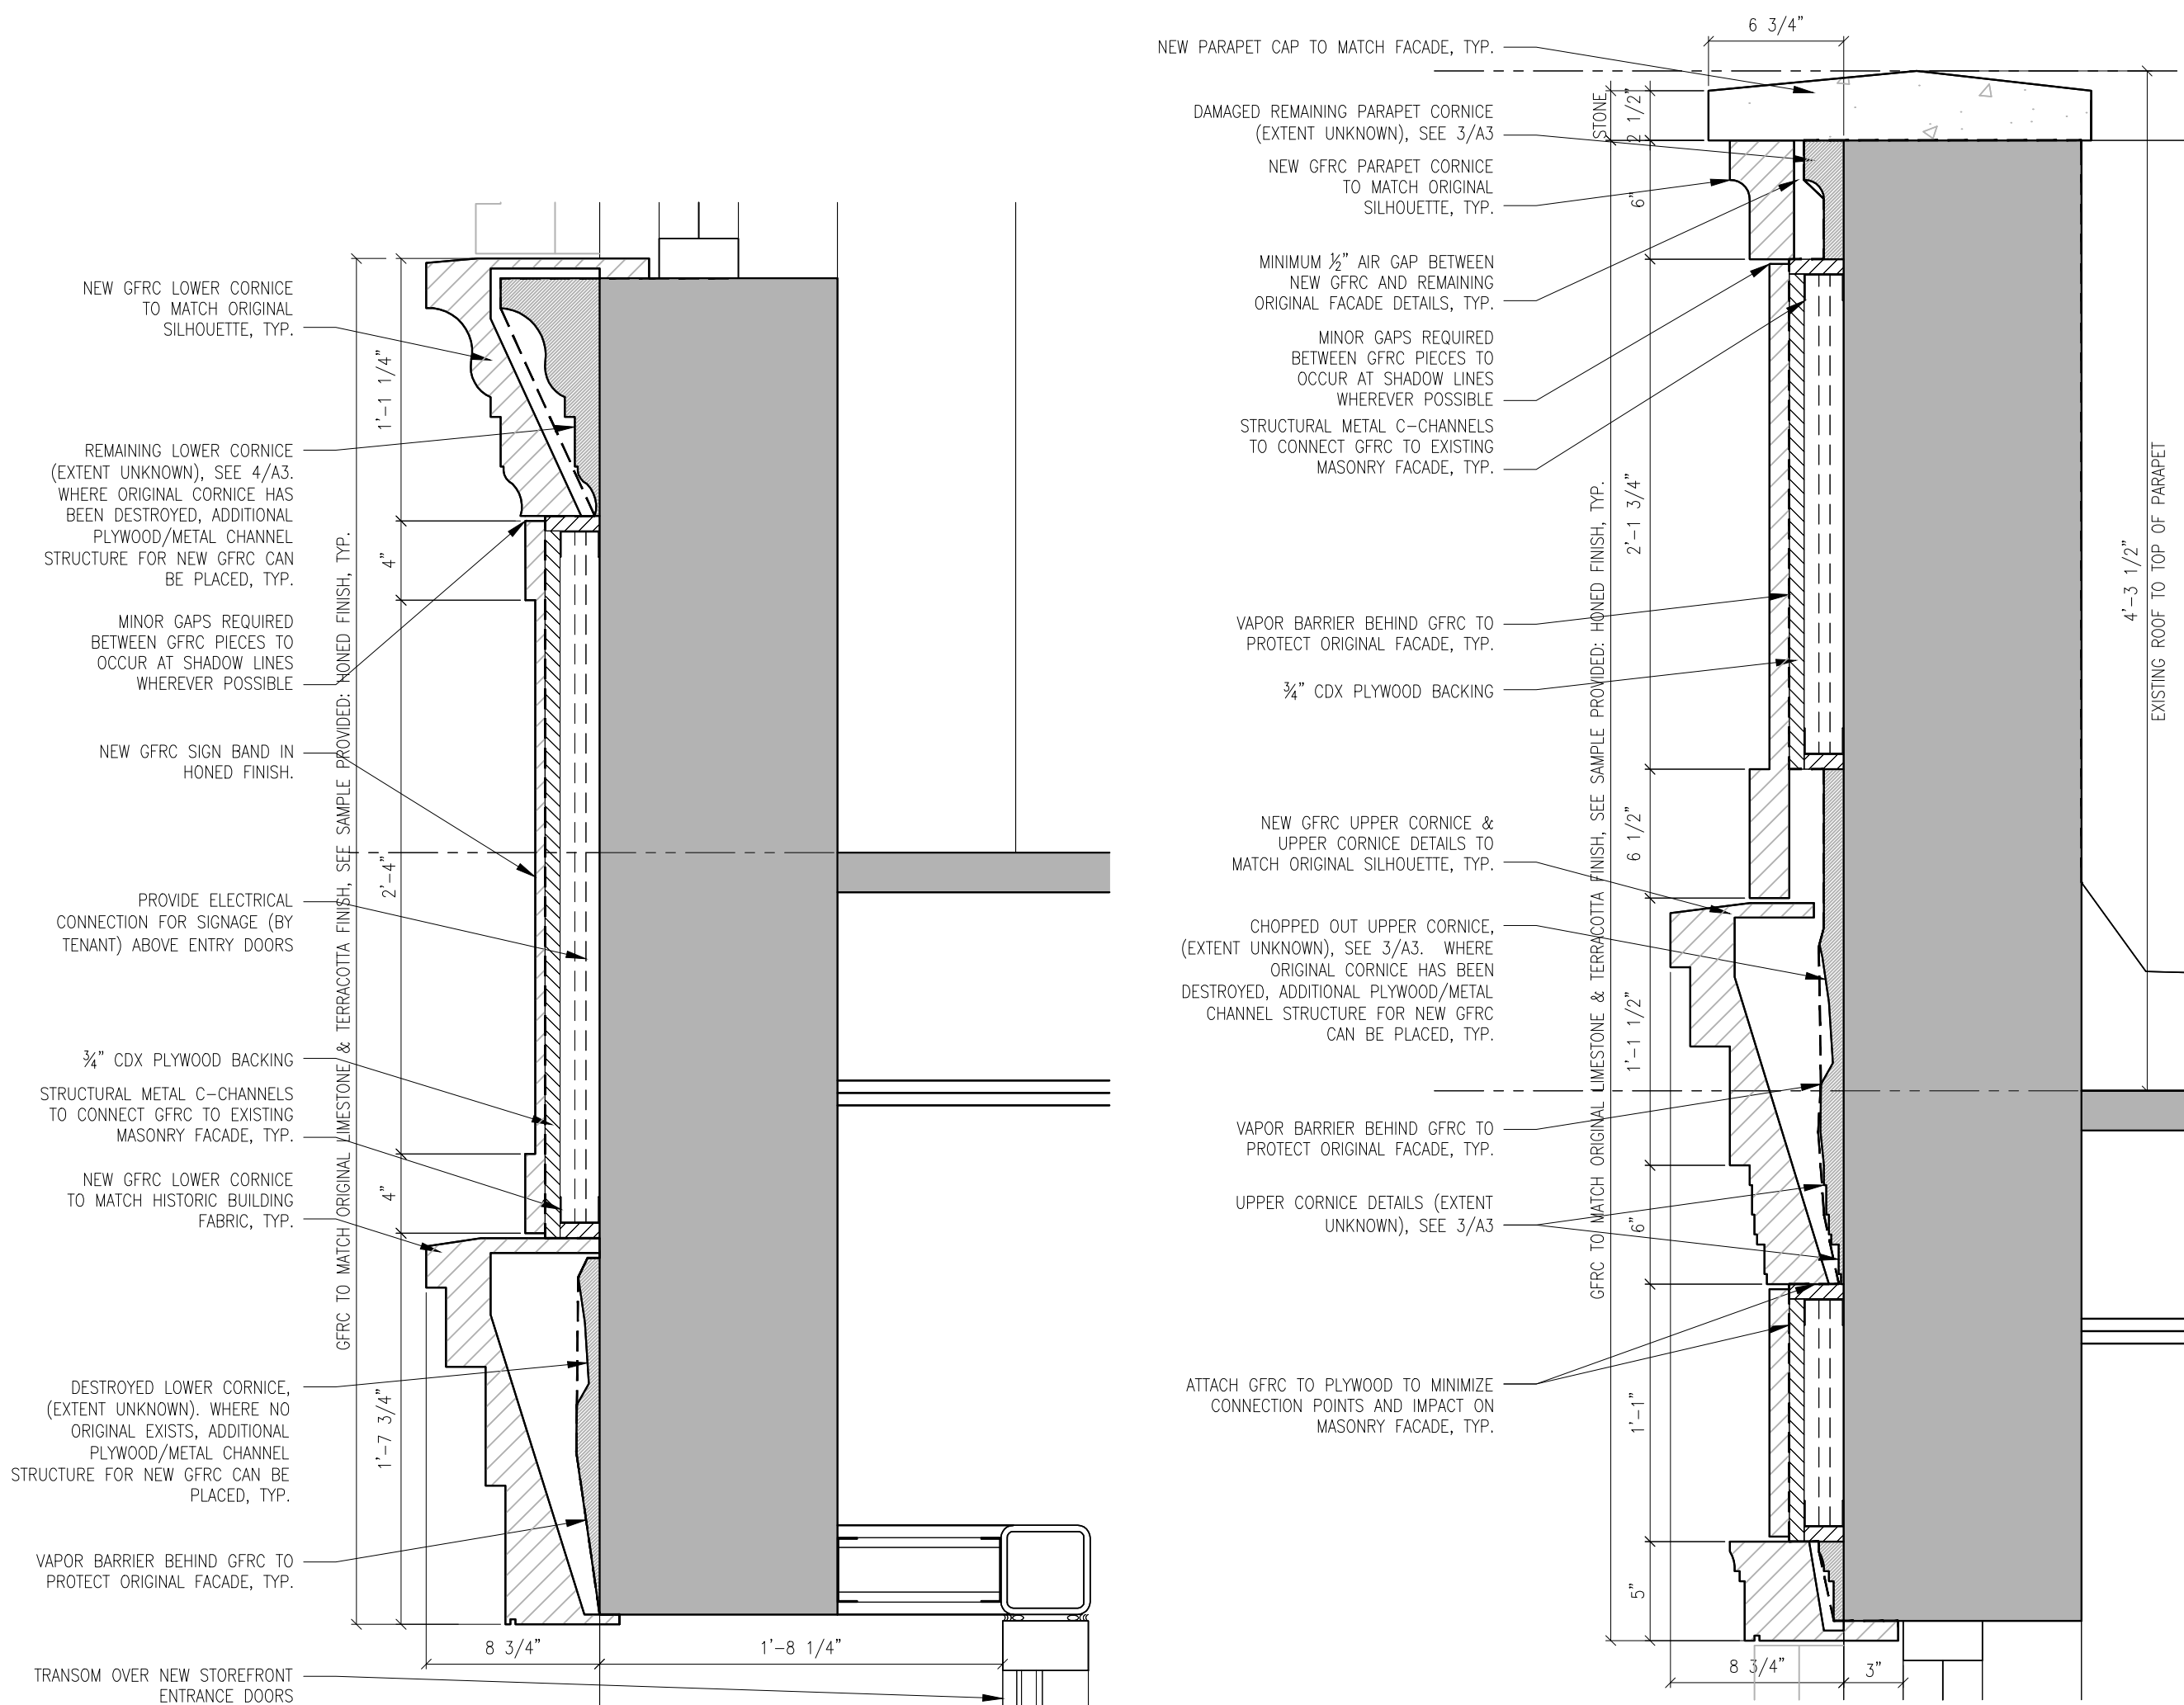 NEW GFRC LOWER CORNICE
TO MATCH ORIGINAL
SILHOUETTE, TYP.
REMAINING LOWER CORNICE
(EXTENT UNKNOWN), SEE 4/A3.
WHERE ORIGINAL CORNICE HAS
BEEN DESTROYED, ADDITIONAL
PLYWOOD/METAL CHANNEL
STRUCTURE FOR NEW GFRC CAN
BE PLACED, TYP.
MINOR GAPS REQUIRED
BETWEEN GFRC PIECES TO
OCCUR AT SHADOW LINES
WHEREVER POSSIBLE
NEW GFRC SIGN BAND IN
HONED FINISH.
PROVIDE ELECTRICAL
CONNECTION FOR SIGNAGE (BY
TENANT) ABOVE ENTRY DOORS
¾" CDX PLYWOOD BACKING
STRUCTURAL METAL C-CHANNELS
TO CONNECT GFRC TO EXISTING
MASONRY FACADE, TYP.
NEW GFRC LOWER CORNICE
TO MATCH HISTORIC BUILDING
FABRIC, TYP.
DESTROYED LOWER CORNICE,
(EXTENT UNKNOWN). WHERE NO
ORIGINAL EXISTS, ADDITIONAL
PLYWOOD/METAL CHANNEL
STRUCTURE FOR NEW GFRC CAN BE
PLACED, TYP.
VAPOR BARRIER BEHIND GFRC TO
PROTECT ORIGINAL FACADE, TYP.
TRANSOM OVER NEW STOREFRONT
ENTRANCE DOORS
GFRC TO MATCH ORIGINAL LIMESTONE & TERRACOTTA FINISH, SEE SAMPLE PROVIDED: HONED FINISH, TYP.
1'-1 1/4"
4"
2'-4"
4"
1'-7 3/4"
8 3/4"
1'-8 1/4"
NEW PARAPET CAP TO MATCH FACADE, TYP.
DAMAGED REMAINING PARAPET CORNICE
(EXTENT UNKNOWN), SEE 3/A3
NEW GFRC PARAPET CORNICE
TO MATCH ORIGINAL
SILHOUETTE, TYP.
MINIMUM ½" AIR GAP BETWEEN
NEW GFRC AND REMAINING
ORIGINAL FACADE DETAILS, TYP.
MINOR GAPS REQUIRED
BETWEEN GFRC PIECES TO
OCCUR AT SHADOW LINES
WHEREVER POSSIBLE
STRUCTURAL METAL C-CHANNELS
TO CONNECT GFRC TO EXISTING
MASONRY FACADE, TYP.
VAPOR BARRIER BEHIND GFRC TO
PROTECT ORIGINAL FACADE, TYP.
¾" CDX PLYWOOD BACKING
NEW GFRC UPPER CORNICE &
UPPER CORNICE DETAILS TO
MATCH ORIGINAL SILHOUETTE, TYP.
CHOPPED OUT UPPER CORNICE,
(EXTENT UNKNOWN), SEE 3/A3. WHERE
ORIGINAL CORNICE HAS BEEN
DESTROYED, ADDITIONAL PLYWOOD/METAL
CHANNEL STRUCTURE FOR NEW GFRC
CAN BE PLACED, TYP.
VAPOR BARRIER BEHIND GFRC TO
PROTECT ORIGINAL FACADE, TYP.
UPPER CORNICE DETAILS (EXTENT
UNKNOWN), SEE 3/A3
ATTACH GFRC TO PLYWOOD TO MINIMIZE
CONNECTION POINTS AND IMPACT ON
MASONRY FACADE, TYP.
STONE
GFRC TO MATCH ORIGINAL LIMESTONE & TERRACOTTA FINISH, SEE SAMPLE PROVIDED: HONED FINISH, TYP.
6 3/4"
2 1/2"
6"
2'-1 3/4"
6 1/2"
1'-1 1/2"
6"
1'-1"
5"
8 3/4"
3"
4'-3 1/2"
EXISTING ROOF TO TOP OF PARAPET